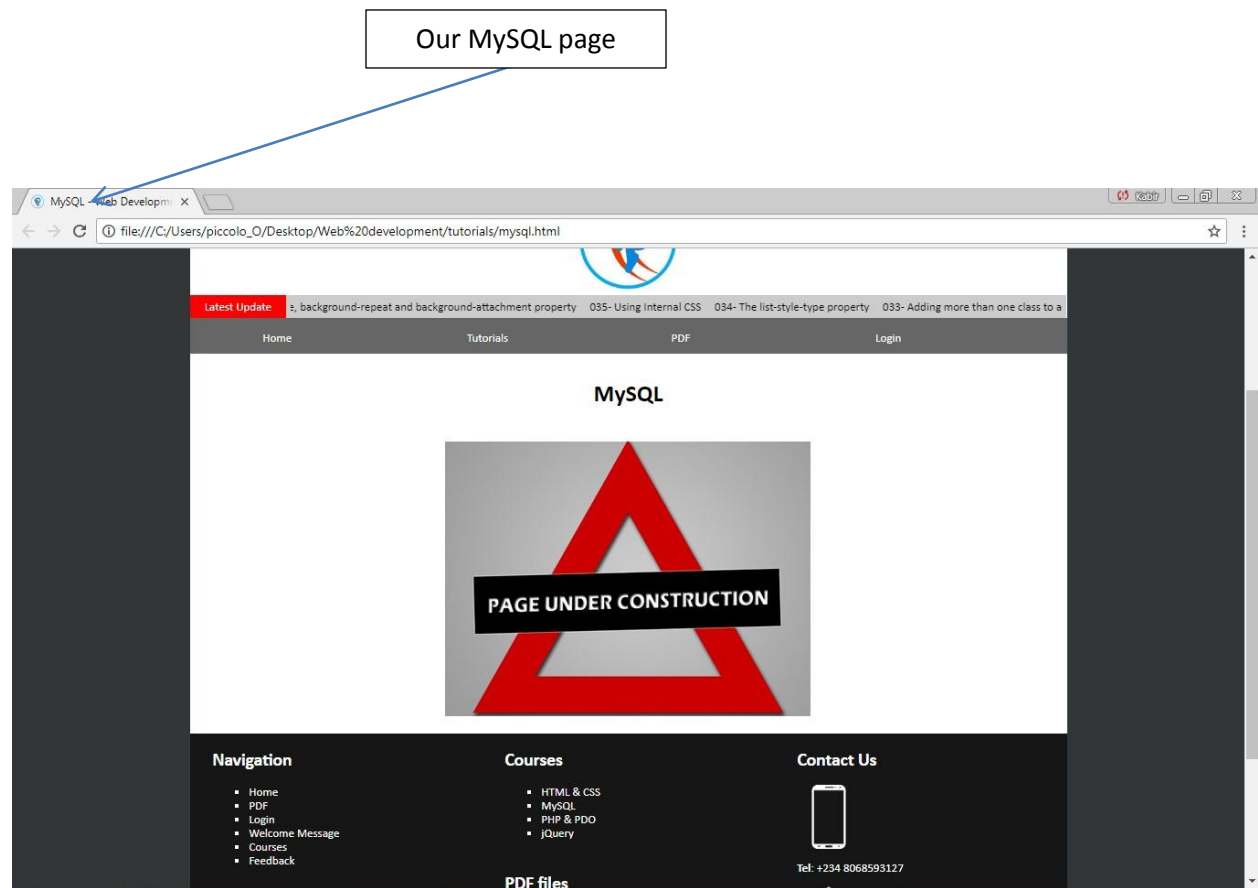 Our MySQL page
MySQL - Web Developm
Kabir
file:///C:/Users/piccolo_O/Desktop/Web%20development/tutorials/mysql.html
Latest Update e, background-repeat and background-attachment property 035- Using Internal CSS 034- The list-style-type property 033- Adding more than one class to a
Home Tutorials PDF Login
MySQL
PAGE UNDER CONSTRUCTION
Navigation
Home
PDF
Login
Welcome Message
Courses
Feedback
Courses
HTML & CSS
MySQL
PHP & PDO
jQuery
PDF files
Contact Us
Tel: +234 8068593127